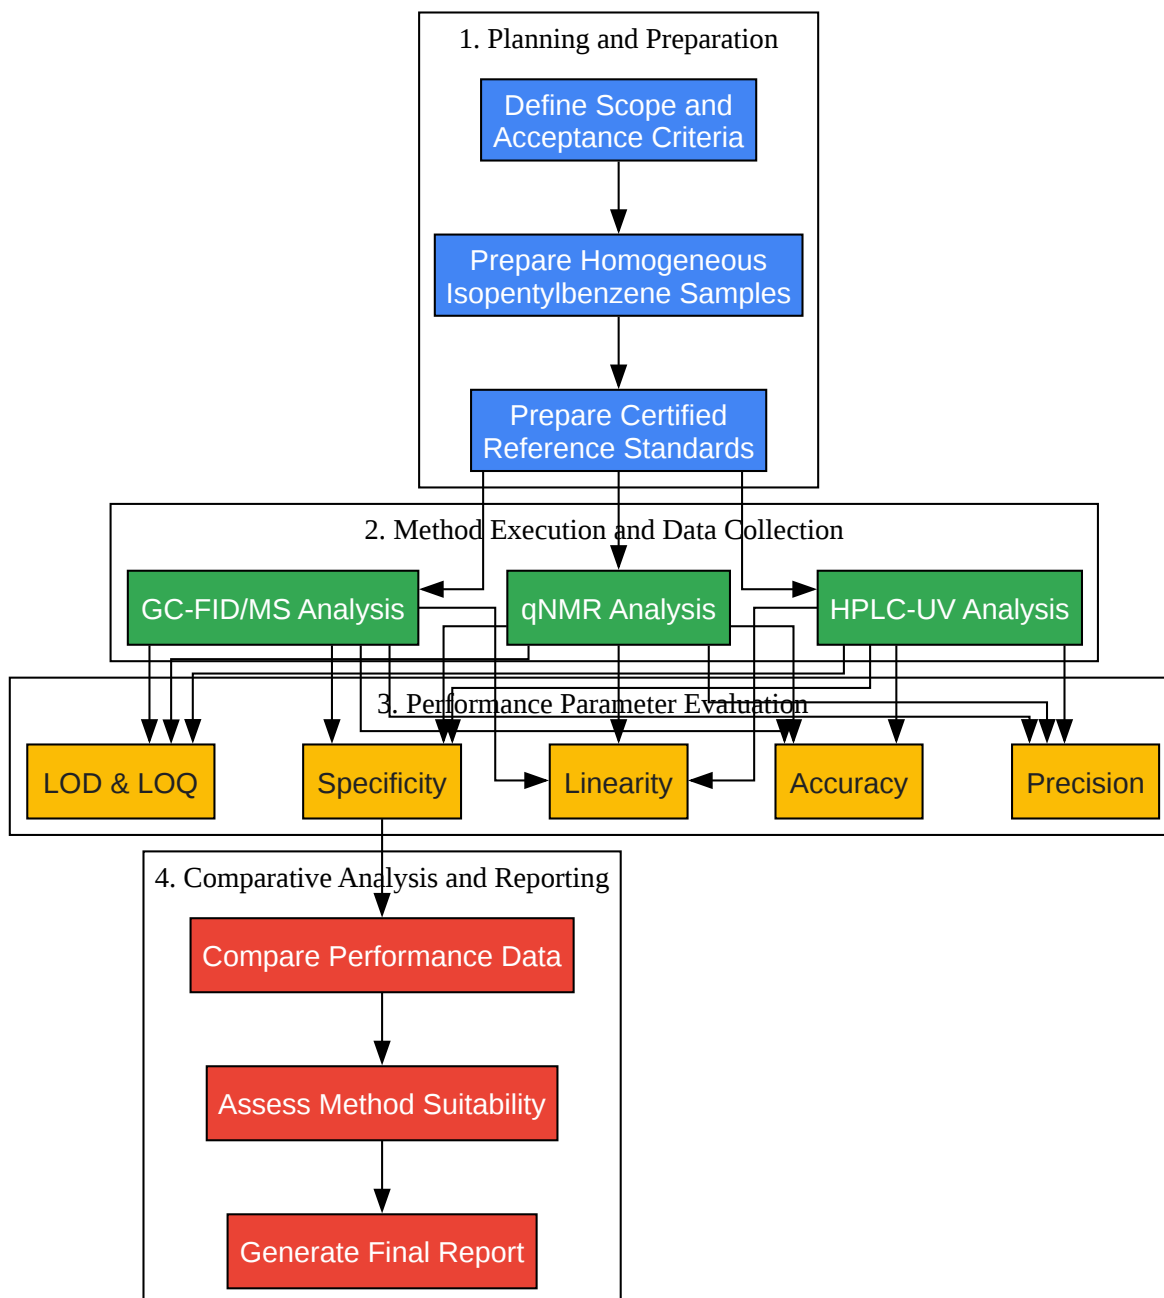 1. Planning and Preparation
Define Scope and
Acceptance Criteria
Prepare Homogeneous
Isopentylbenzene Samples
Prepare Certified
Reference Standards
2. Method Execution and Data Collection
GC-FID/MS Analysis
qNMR Analysis
HPLC-UV Analysis
3. Performance Parameter Evaluation
LOD & LOQ
Specificity
Linearity
Accuracy
Precision
4. Comparative Analysis and Reporting
Compare Performance Data
Assess Method Suitability
Generate Final Report